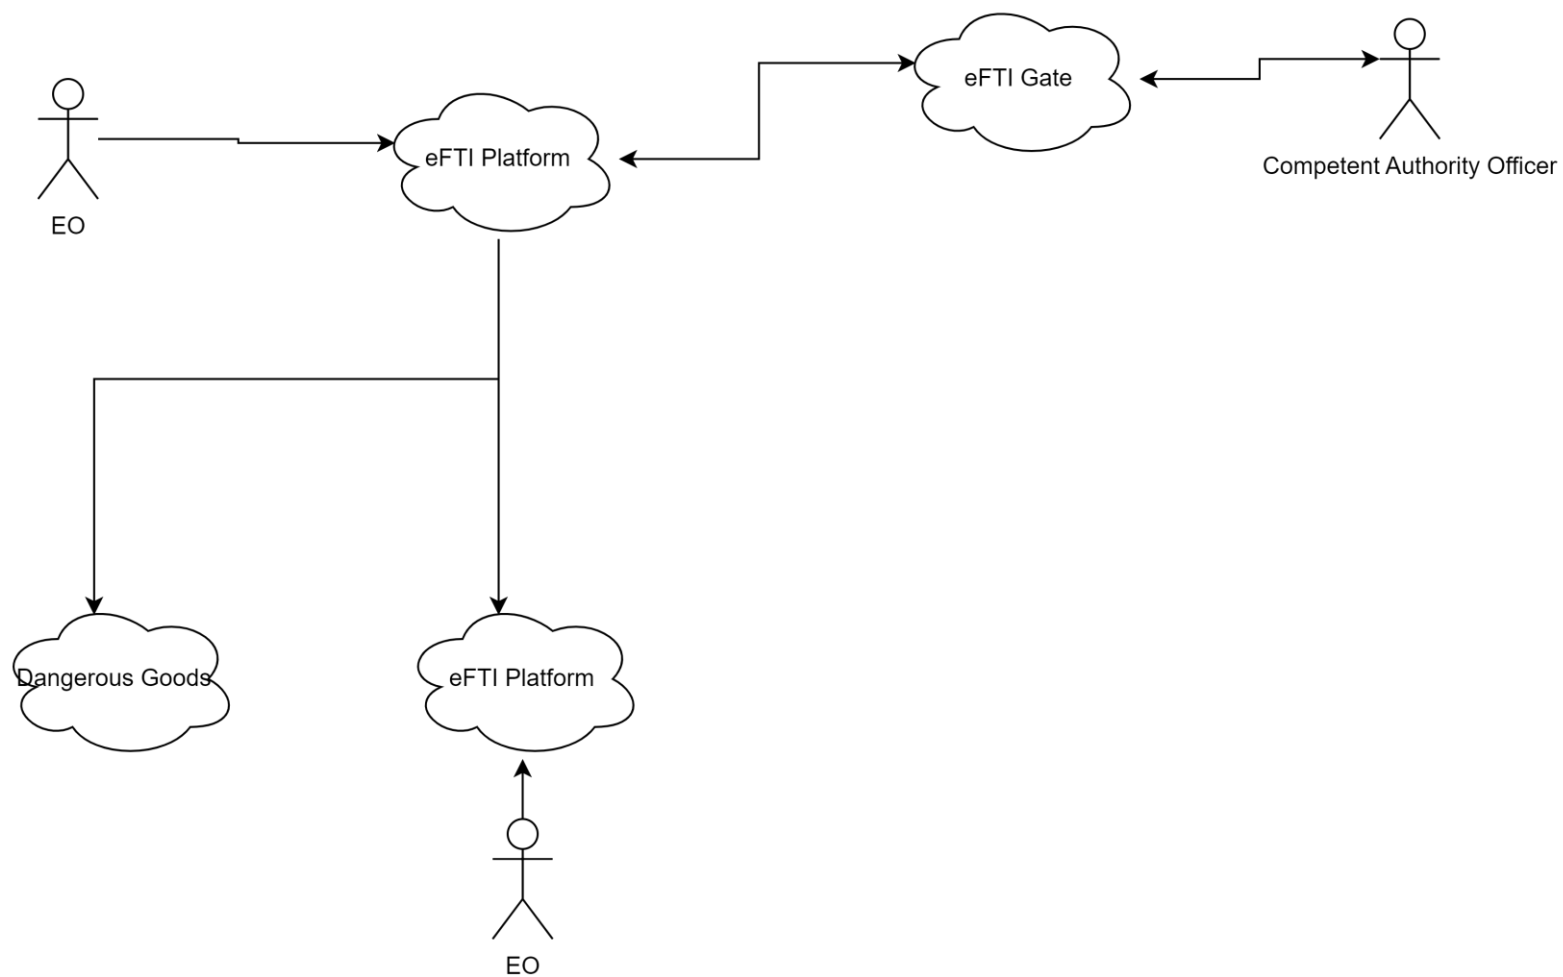 eFTI Gate
Competent Authority Officer
eFTI Platform
EO
Dangerous Goods
eFTI Platform
EO